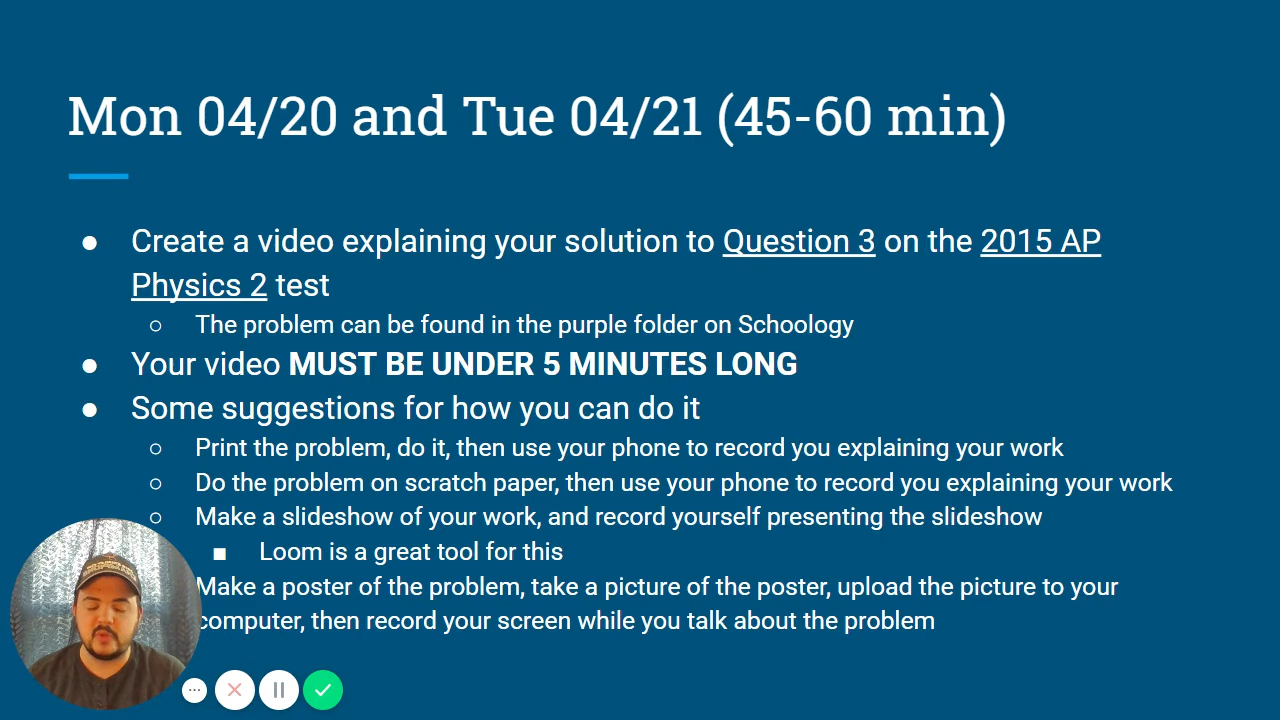 Mon 04/20 and Tue 04/21 (45-60 min)
● Create a video explaining your solution to Question 3 on the 2015 AP
Physics 2 test
○ The problem can be found in the purple folder on Schoology
● Your video MUST BE UNDER 5 MINUTES LONG
● Some suggestions for how you can do it
○ Print the problem, do it, then use your phone to record you explaining your work
○ Do the problem on scratch paper, then use your phone to record you explaining your work
○ Make a slideshow of your work, and record yourself presenting the slideshow
■ Loom is a great tool for this
Make a poster of the problem, take a picture of the poster, upload the picture to your
computer, then record your screen while you talk about the problem